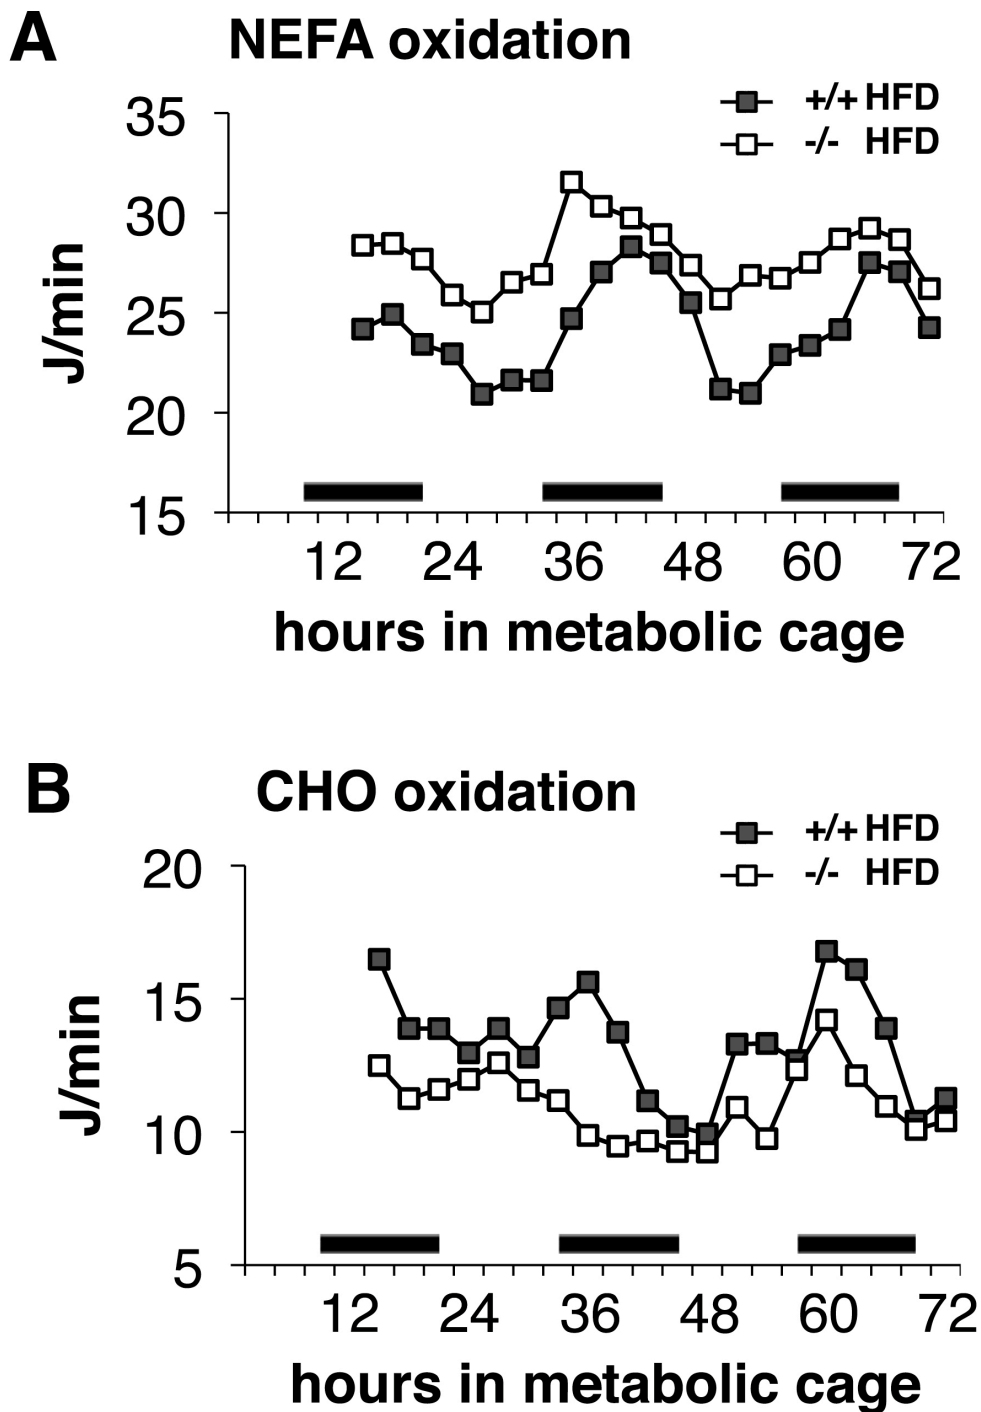 A NEFA oxidation
+/+ HFD
-/- HFD
35
30
25
20
15
J/min
12 24 36 48 60 72
hours in metabolic cage
B CHO oxidation
+/+ HFD
-/- HFD
20
15
10
5
J/min
12 24 36 48 60 72
hours in metabolic cage